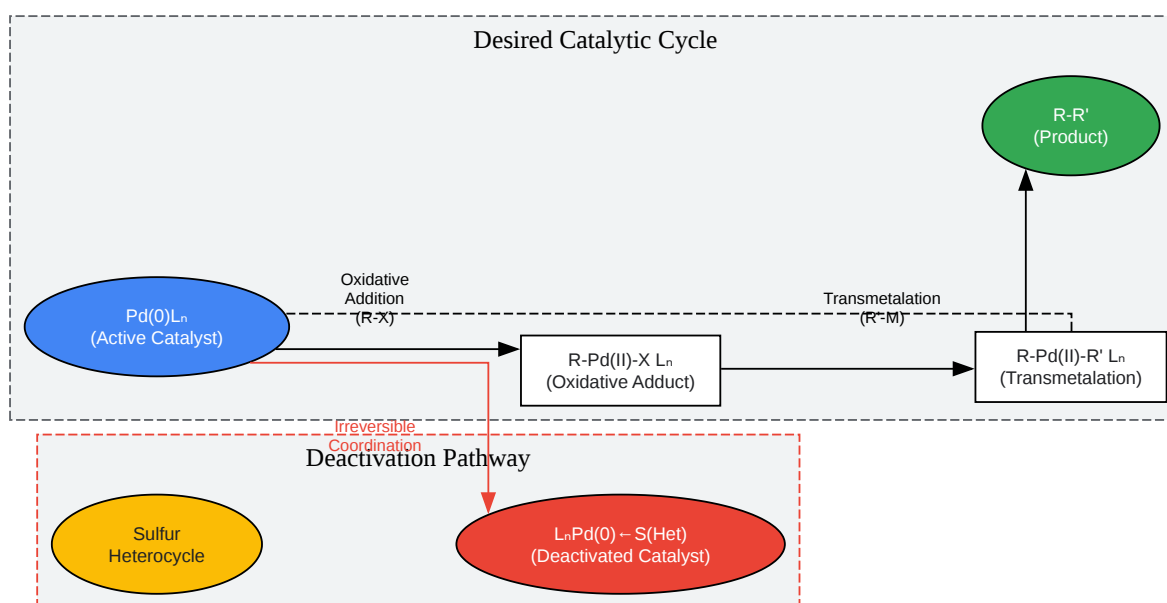 Desired Catalytic Cycle
R-R'
(Product)
Oxidative
Addition
(R-X)
Transmetalation
(R'-M)
Pd(0)Lₙ
(Active Catalyst)
R-Pd(II)-X Lₙ
(Oxidative Adduct)
R-Pd(II)-R' Lₙ
(Transmetalation)
Irreversible
Coordination
Deactivation Pathway
Sulfur
Heterocycle
LₙPd(0)←S(Het)
(Deactivated Catalyst)